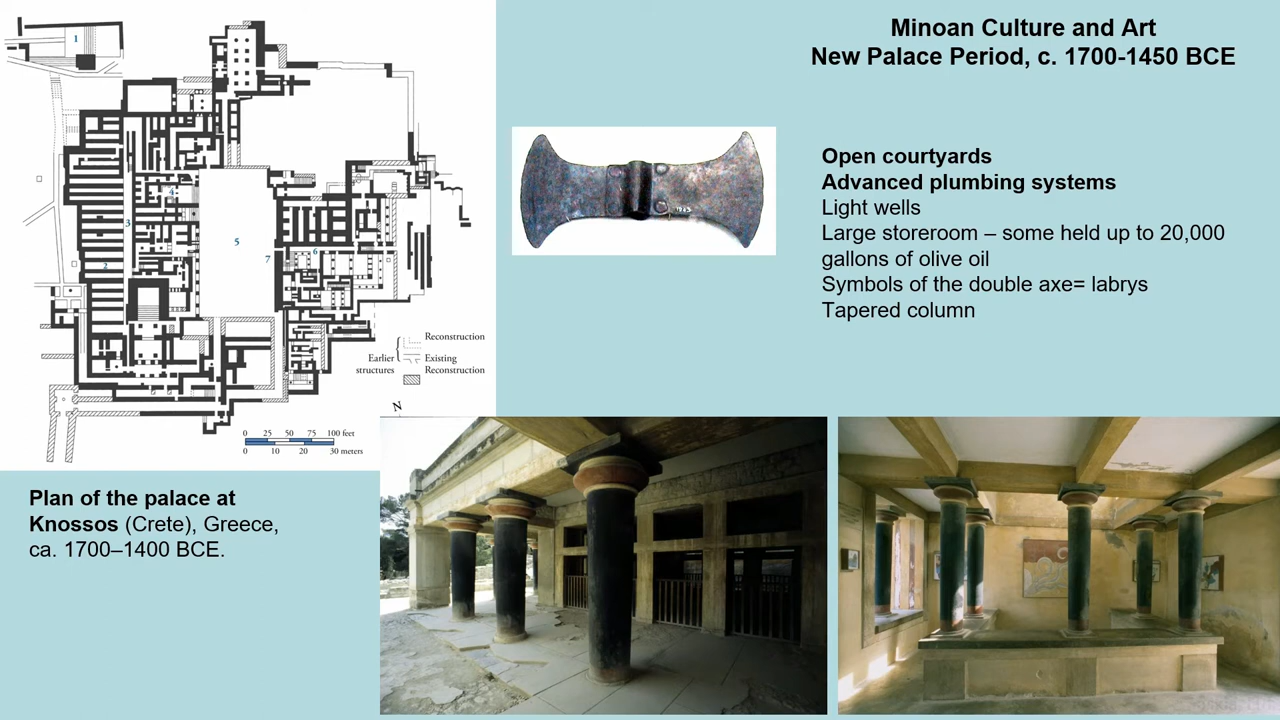 Minoan Culture and Art
New Palace Period, c. 1700-1450 BCE
Open courtyards
Advanced plumbing systems
Light wells
Large storeroom – some held up to 20,000
gallons of olive oil
Symbols of the double axe= labrys
Tapered column
1
2
3
4
5
6
7
Reconstruction
Earlier
structures
Existing
Reconstruction
N
0 25 50 75 100 feet
0 10 20 30 meters
Plan of the palace at
Knossos (Crete), Greece,
ca. 1700–1400 BCE.